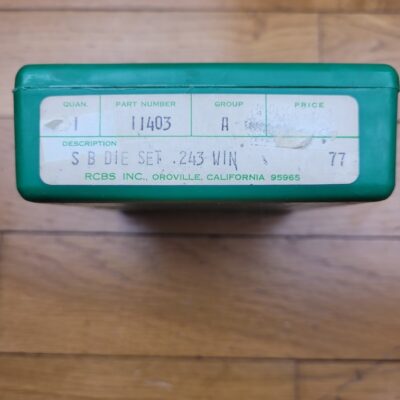 QUAN. PART NUMBER GROUP PRICE
1 11403 A
DESCRIPTION
S B DIE SET .243 WIN 77
RCBS INC., OROVILLE, CALIFORNIA 95965